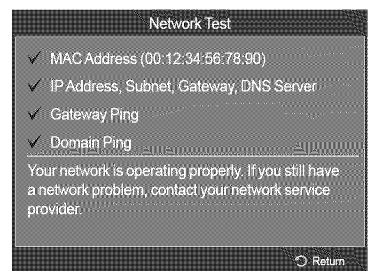 Network Test
✓ MAC Address (00:12:34:56:78:90)
✓ IP Address, Subnet, Gateway, DNS Server
✓ Gateway Ping
✓ Domain Ping
Your network is operating properly. If you still have
a network problem, contact your network service
provider.
Return